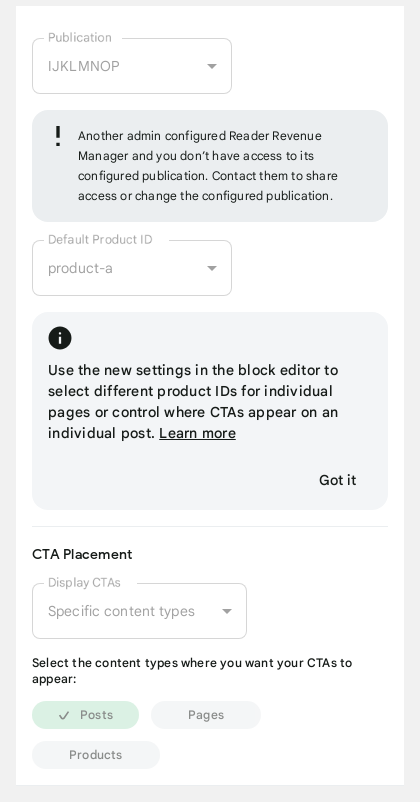 Publication
IJKLMNOP
Another admin configured Reader Revenue
Manager and you don’t have access to its
configured publication. Contact them to share
access or change the configured publication.
Default Product ID
product-a
Use the new settings in the block editor to
select different product IDs for individual
pages or control where CTAs appear on an
individual post. Learn more
Got it
CTA Placement
Display CTAs
Specific content types
Select the content types where you want your CTAs to
appear:
Posts
Pages
Products